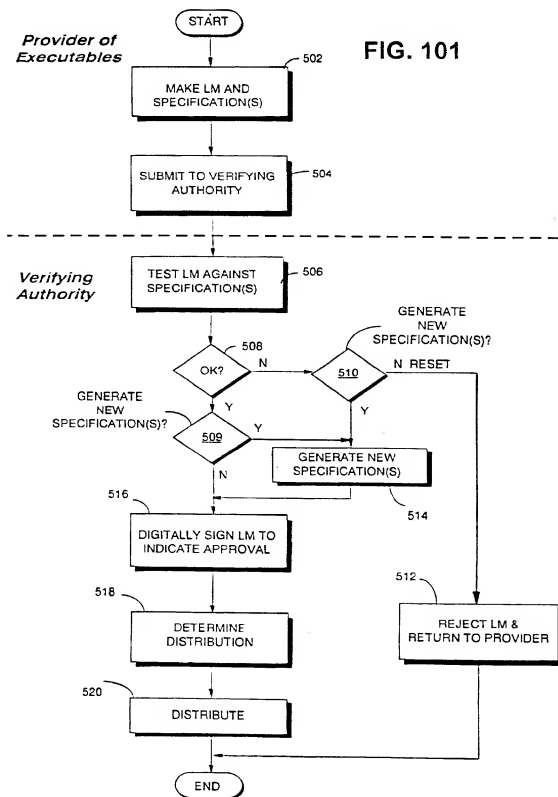 START
Provider of
Executables
FIG. 101
502
MAKE LM AND
SPECIFICATION(S)
SUBMIT TO VERIFYING
AUTHORITY
504
Verifying
Authority
TEST LM AGAINST
SPECIFICATION(S)
506
GENERATE
NEW
SPECIFICATION(S)?
508
OK?
N
510
N RESET
GENERATE
NEW
SPECIFICATION(S)?
Y
Y
509
Y
N
GENERATE NEW
SPECIFICATION(S)
514
516
DIGITALLY SIGN LM TO
INDICATE APPROVAL
518
DETERMINE
DISTRIBUTION
512
REJECT LM &
RETURN TO PROVIDER
520
DISTRIBUTE
END